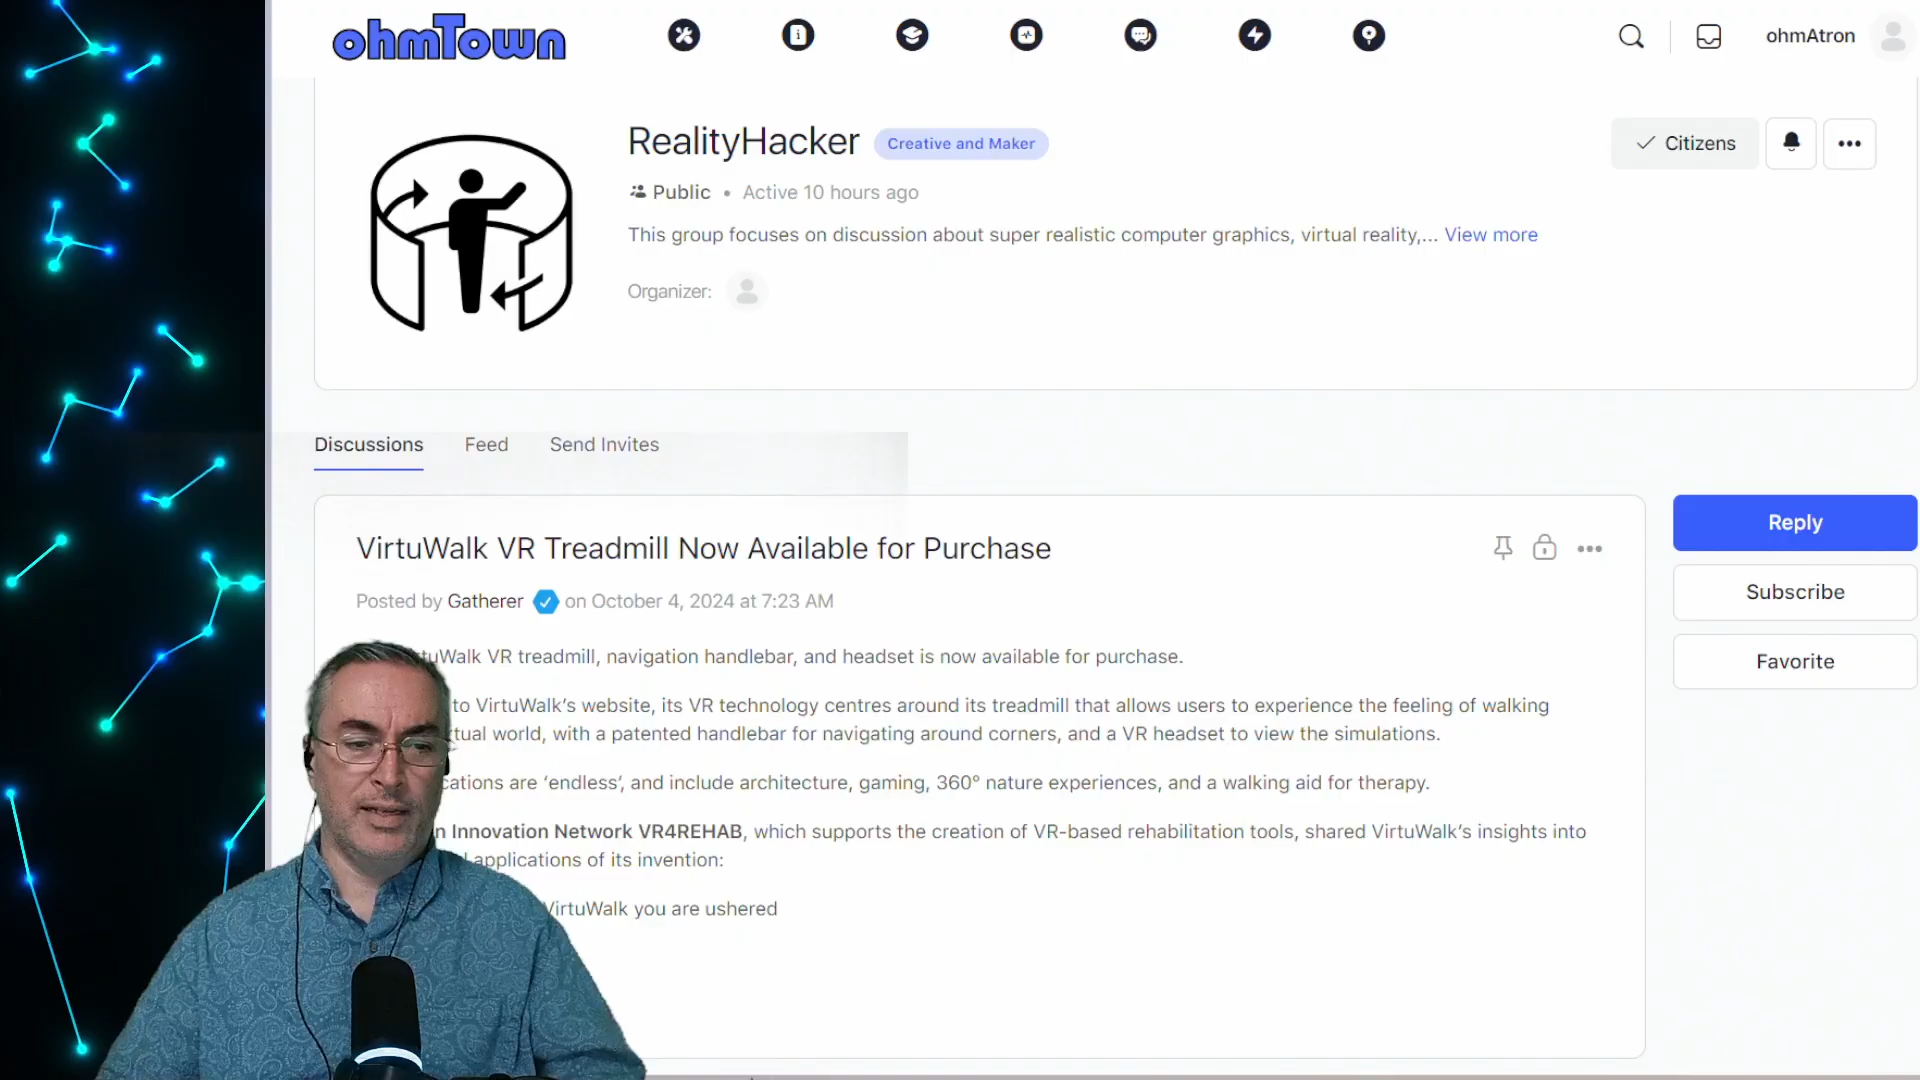 ohmTown
ohmAtron
RealityHacker Creative and Maker
Citizens
Public • Active 10 hours ago
This group focuses on discussion about super realistic computer graphics, virtual reality,... View more
Organizer:
Discussions Feed Send Invites
VirtuWalk VR Treadmill Now Available for Purchase
Reply
Subscribe
Favorite
Posted by Gatherer on October 4, 2024 at 7:23 AM
VR treadmill, navigation handlebar, and headset is now available for purchase.
to VirtuWalk’s website, its VR technology centres around its treadmill that allows users to experience the feeling of walking
world, with a patented handlebar for navigating around corners, and a VR headset to view the simulations.
are ‘endless’, and include architecture, gaming, 360° nature experiences, and a walking aid for therapy.
Innovation Network VR4REHAB, which supports the creation of VR-based rehabilitation tools, shared VirtuWalk’s insights into
applications of its invention:
VirtuWalk you are ushered